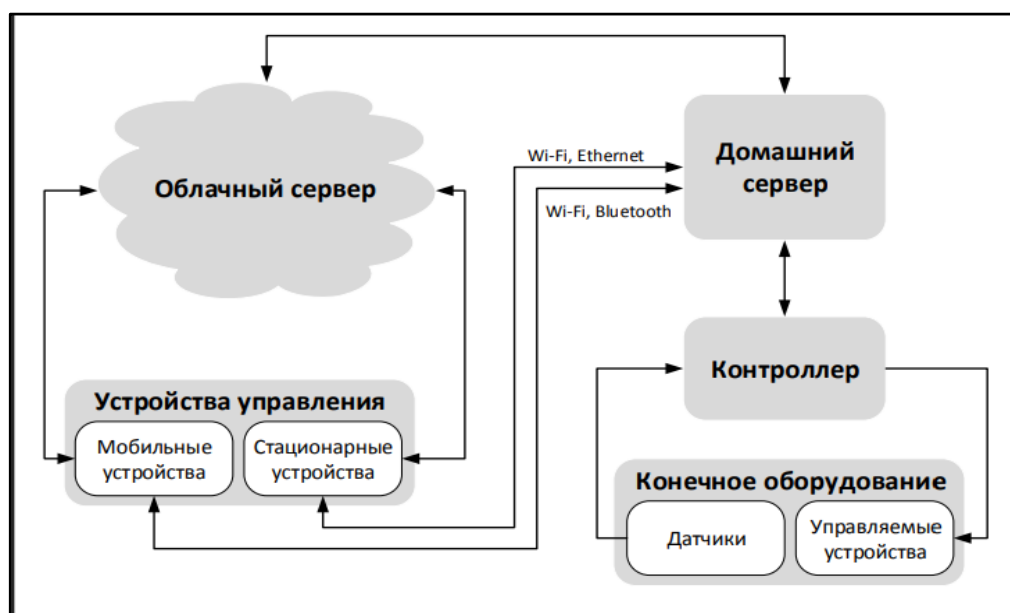 Облачный сервер
Wi-Fi, Ethernet
Wi-Fi, Bluetooth
Домашний
сервер
Контроллер
Устройства управления
Мобильные
устройства
Стационарные
устройства
Конечное оборудование
Датчики
Управляемые
устройства